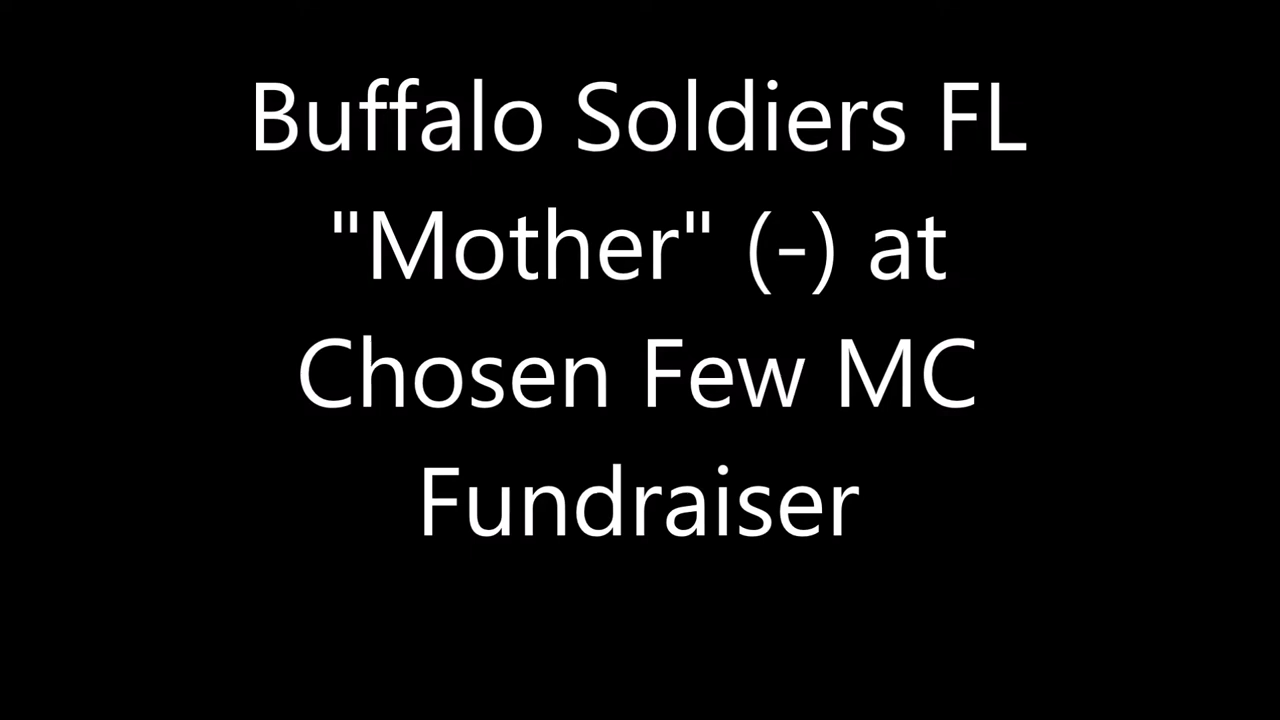 Buffalo Soldiers FL
"Mother" (-) at
Chosen Few MC
Fundraiser